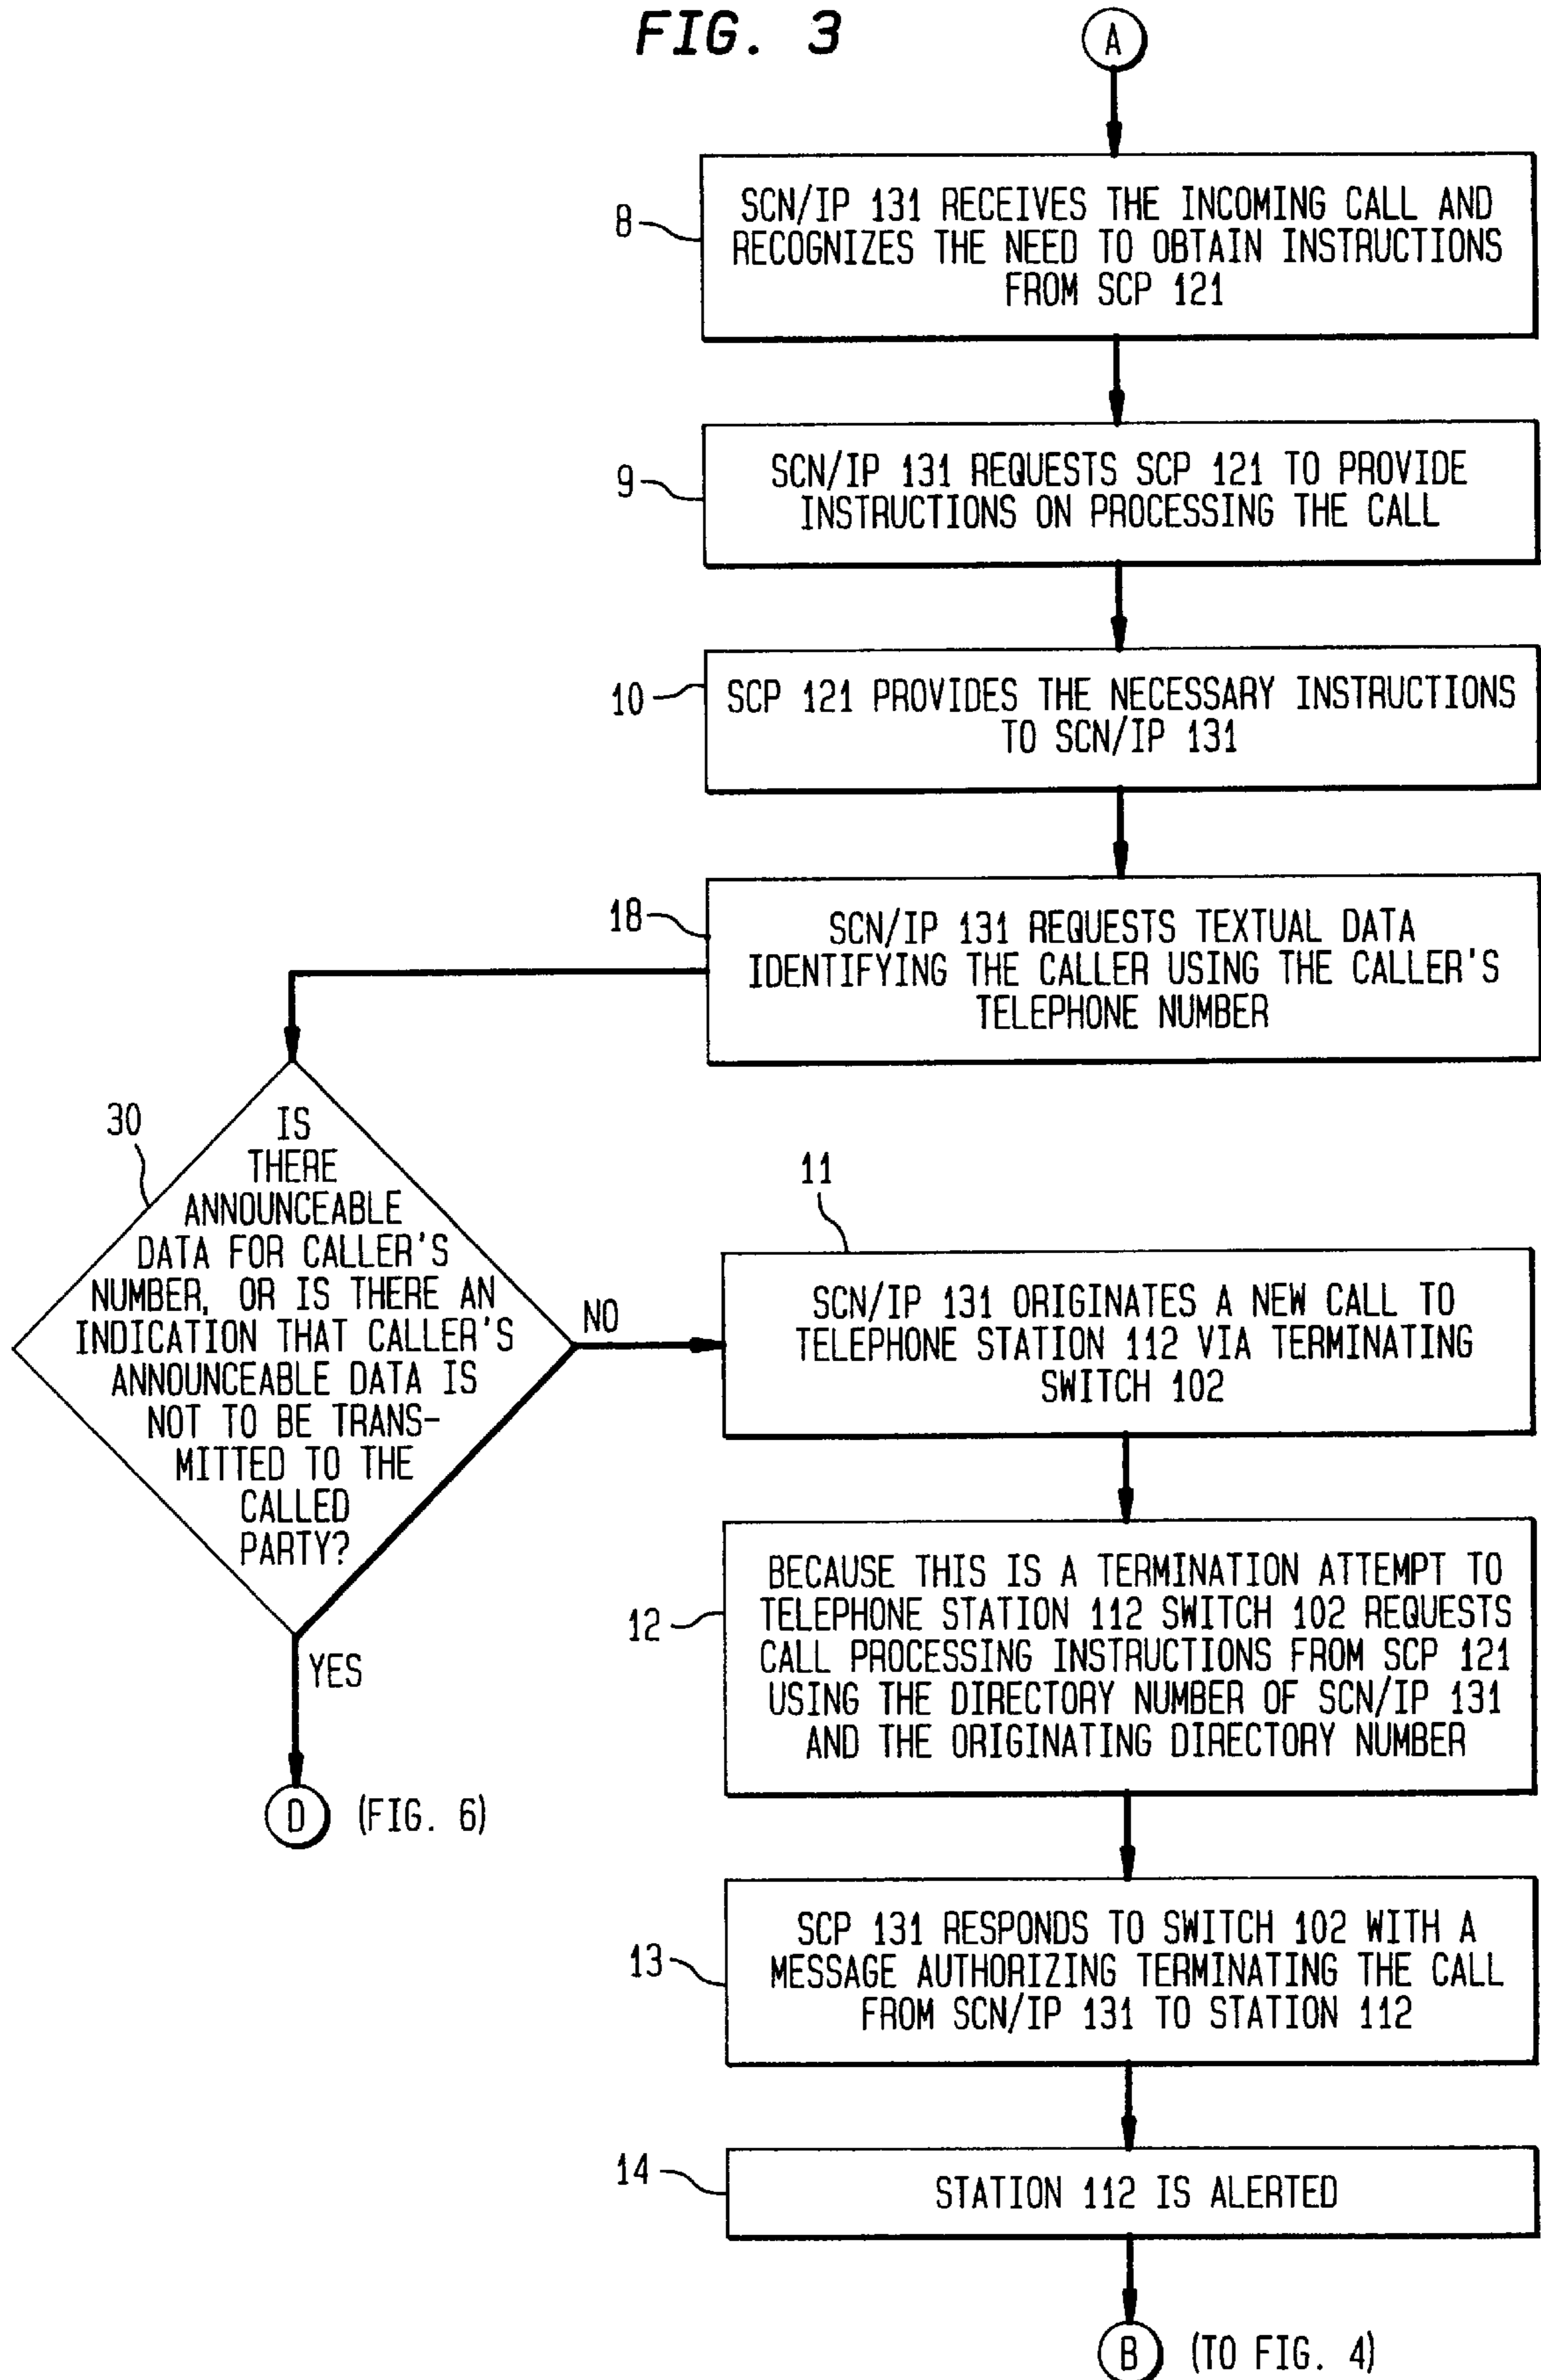 FIG. 3
A
8
SCN/IP 131 RECEIVES THE INCOMING CALL AND
RECOGNIZES THE NEED TO OBTAIN INSTRUCTIONS
FROM SCP 121
9
SCN/IP 131 REQUESTS SCP 121 TO PROVIDE
INSTRUCTIONS ON PROCESSING THE CALL
10
SCP 121 PROVIDES THE NECESSARY INSTRUCTIONS
TO SCN/IP 131
18
SCN/IP 131 REQUESTS TEXTUAL DATA
IDENTIFYING THE CALLER USING THE CALLER'S
TELEPHONE NUMBER
30
IS
THERE
ANNOUNCEABLE
DATA FOR CALLER'S
NUMBER, OR IS THERE AN
INDICATION THAT CALLER'S
ANNOUNCEABLE DATA IS
NOT TO BE TRANS-
MITTED TO THE
CALLED
PARTY?
NO
YES
D (FIG. 6)
11
SCN/IP 131 ORIGINATES A NEW CALL TO
TELEPHONE STATION 112 VIA TERMINATING
SWITCH 102
12
BECAUSE THIS IS A TERMINATION ATTEMPT TO
TELEPHONE STATION 112 SWITCH 102 REQUESTS
CALL PROCESSING INSTRUCTIONS FROM SCP 121
USING THE DIRECTORY NUMBER OF SCN/IP 131
AND THE ORIGINATING DIRECTORY NUMBER
13
SCP 131 RESPONDS TO SWITCH 102 WITH A
MESSAGE AUTHORIZING TERMINATING THE CALL
FROM SCN/IP 131 TO STATION 112
14
STATION 112 IS ALERTED
B (TO FIG. 4)